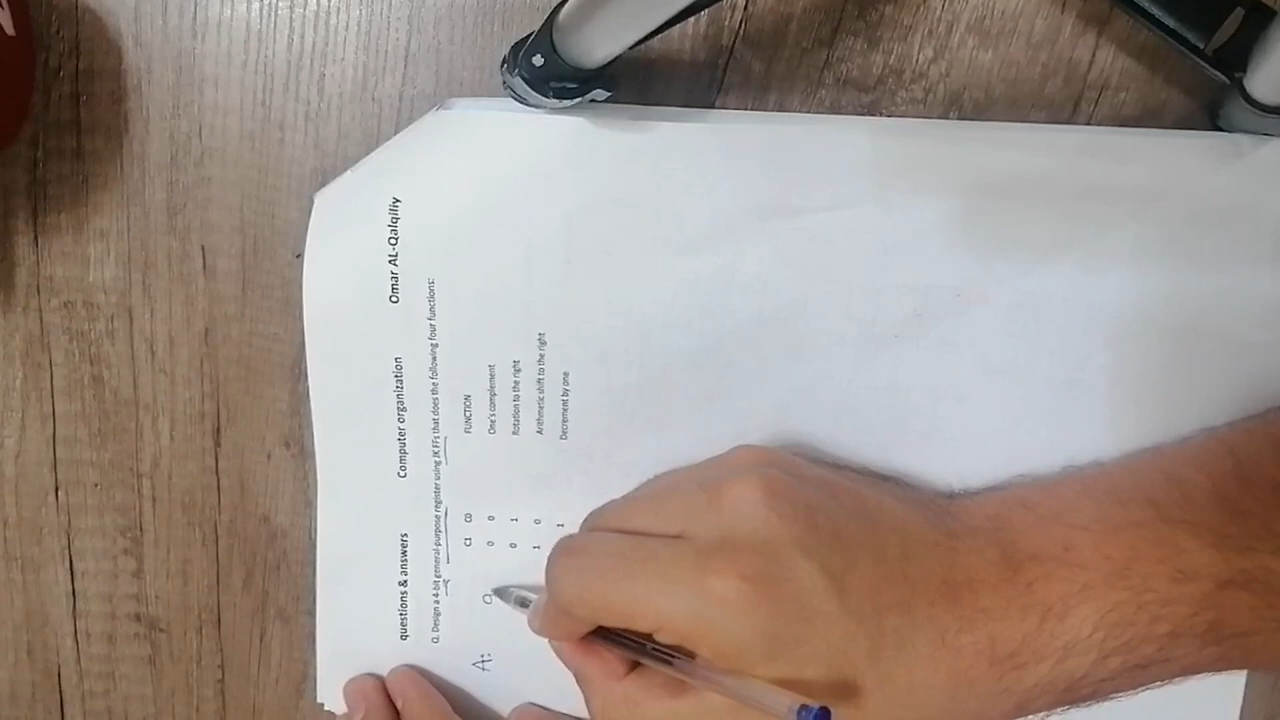 questions & answers Computer organization Omar AL-Qalqiliy
Q. Design a 4-bit general-purpose register using JK FFs that does the following four functions:
C1 C0 FUNCTION
0 0 One's complement
0 1 Rotation to the right
1 0 Arithmetic shift to the right
1 Decrement by one
A: